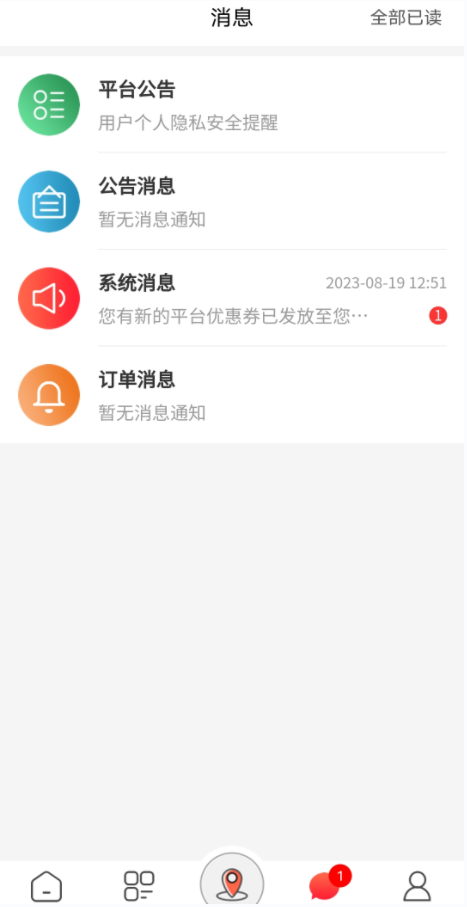 消息 全部已读
平台公告
用户个人隐私安全提醒
公告消息
暂无消息通知
系统消息 2023-08-19 12:51
您有新的平台优惠券已发放至您… 1
订单消息
暂无消息通知
1